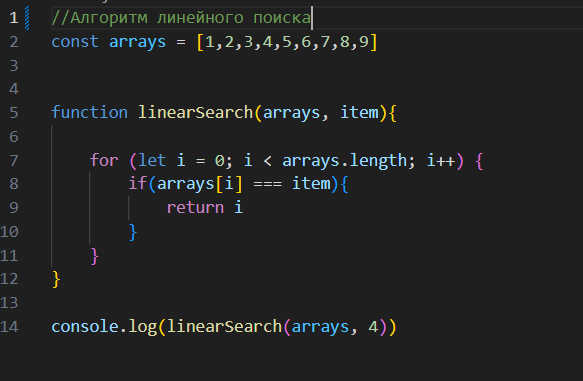 1 //Алгоритм линейного поиска
2 const arrays = [1,2,3,4,5,6,7,8,9]
3
4
5 function linearSearch(arrays, item){
6
7 for (let i = 0; i < arrays.length; i++) {
8 if(arrays[i] === item){
9 return i
10 }
11 }
12 }
13
14 console.log(linearSearch(arrays, 4))